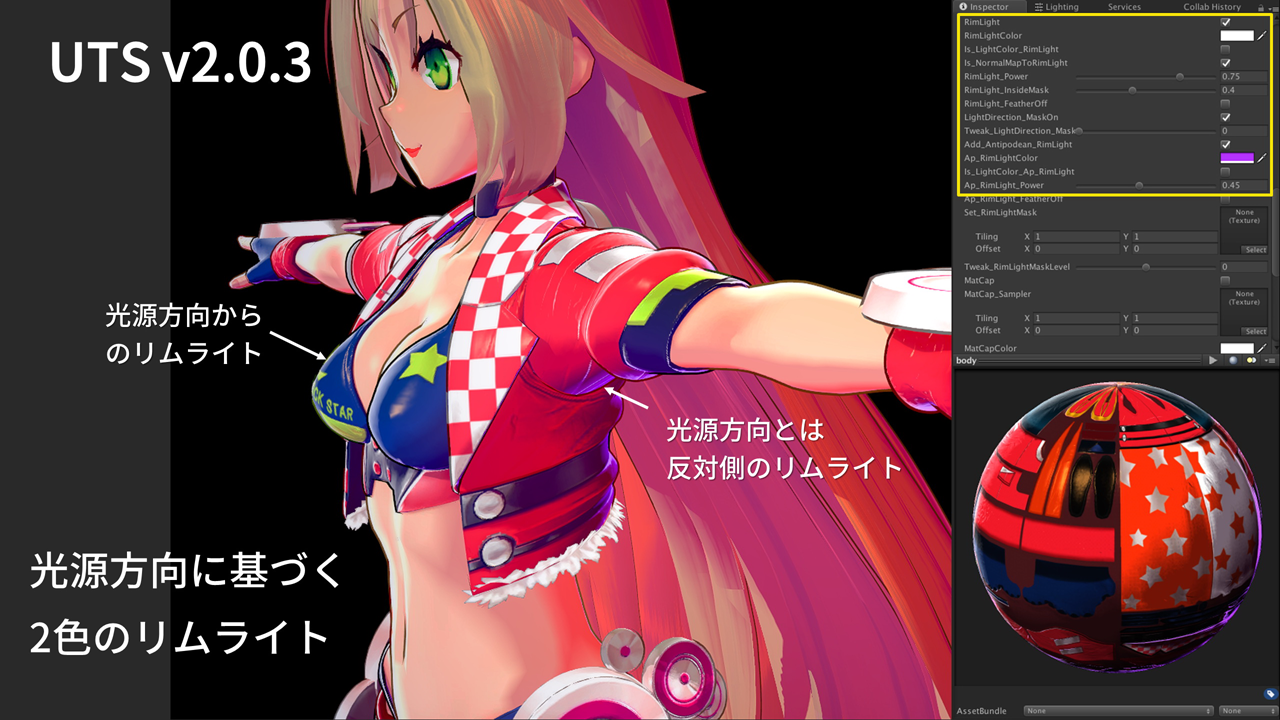 UTS v2.0.3
光源方向から
のリムライト
光源方向とは
反対側のリムライト
光源方向に基づく
2色のリムライト
CK STAR
Inspector Lighting Services Collab History
RimLight
RimLightColor
Is_LightColor_RimLight
Is_NormalMapToRimLight
RimLight_Power 0.75
RimLight_InsideMask 0.4
RimLight_FeatherOff
LightDirection_MaskOn
Tweak_LightDirection_Mask 0
Add_Antipodean_RimLight
Ap_RimLightColor
Is_LightColor_Ap_RimLight
Ap_RimLight_Power 0.45
Ap_RimLight_FeatherOff
Set_RimLightMask None
(Texture)
Tiling X 1 Y 1
Offset X 0 Y 0 Select
Tweak_RimLightMaskLevel 0
MatCap
MatCap_Sampler None
(Texture)
Tiling X 1 Y 1
Offset X 0 Y 0 Select
MatCapColor
body
AssetBundle None None